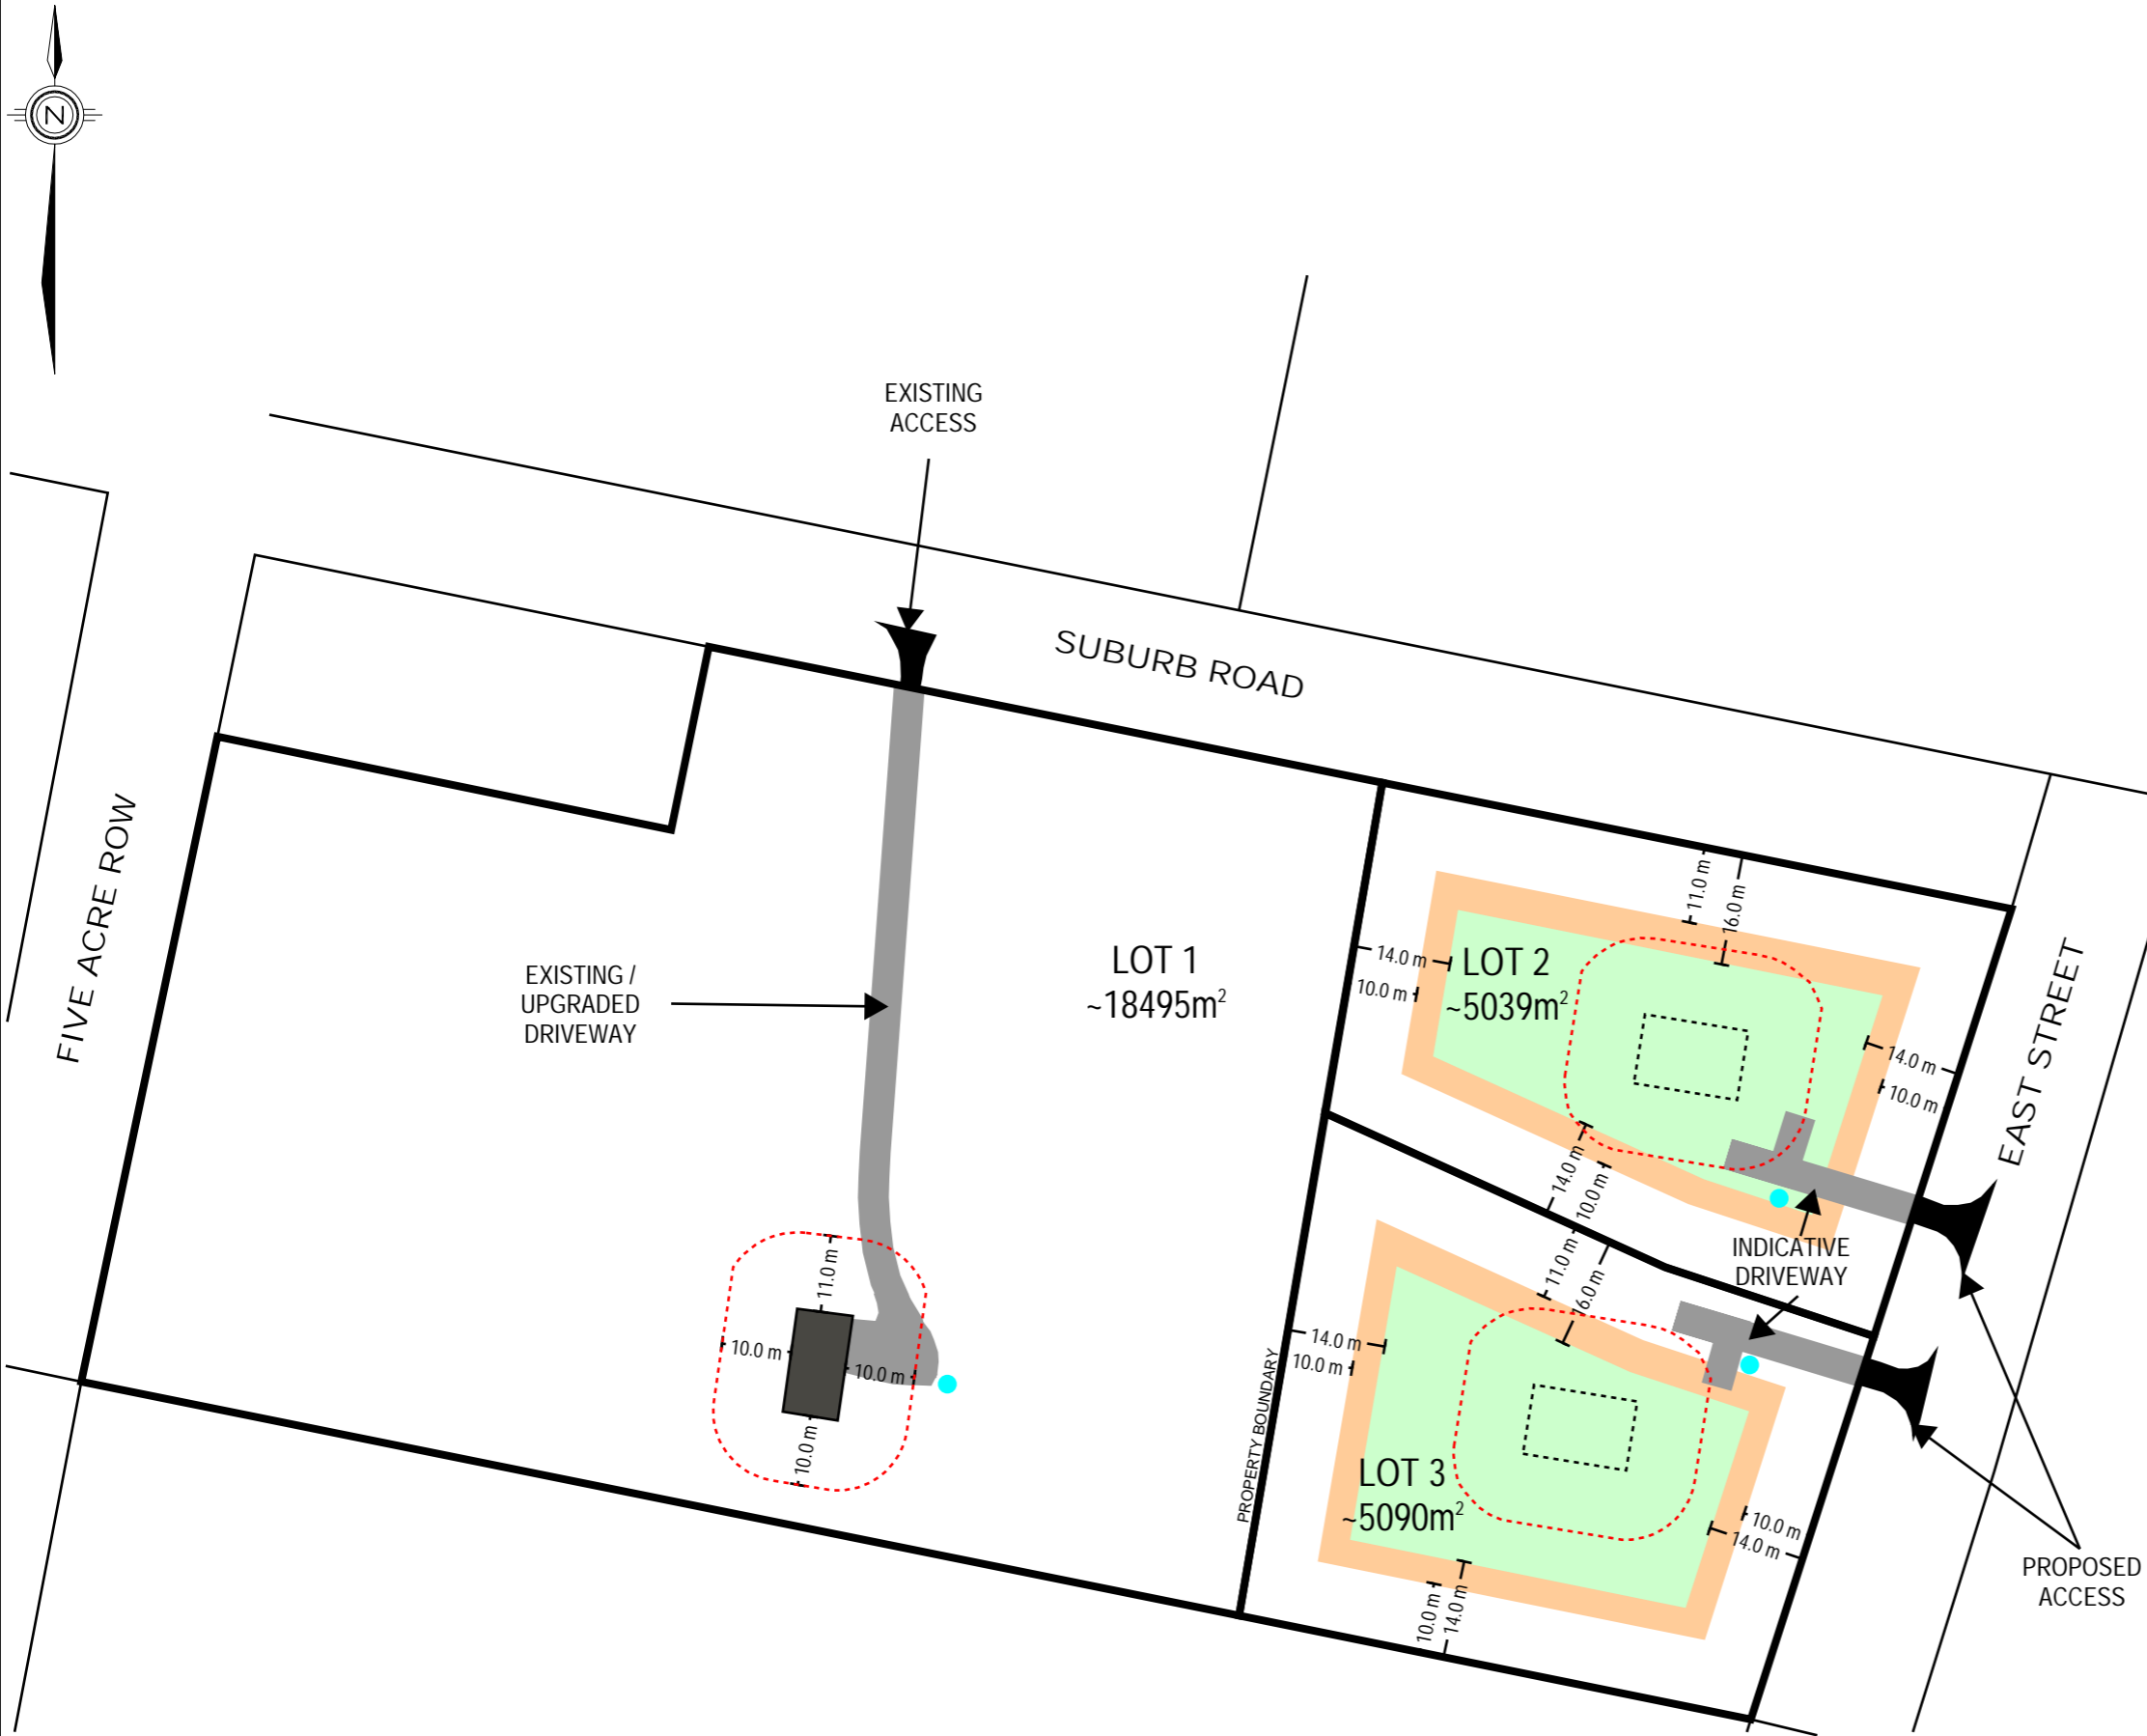 N
EXISTING
ACCESS
SUBURB ROAD
FIVE ACRE ROW
EXISTING /
UPGRADED
DRIVEWAY
LOT 1
~18495m²
11.0 m
16.0 m
14.0 m
10.0 m
LOT 2
~5039m²
14.0 m
10.0 m
EAST STREET
14.0 m
10.0 m
INDICATIVE
DRIVEWAY
11.0 m
16.0 m
11.0 m
10.0 m
10.0 m
10.0 m
14.0 m
10.0 m
PROPERTY BOUNDARY
LOT 3
~5090m²
10.0 m
14.0 m
10.0 m
14.0 m
PROPOSED
ACCESS